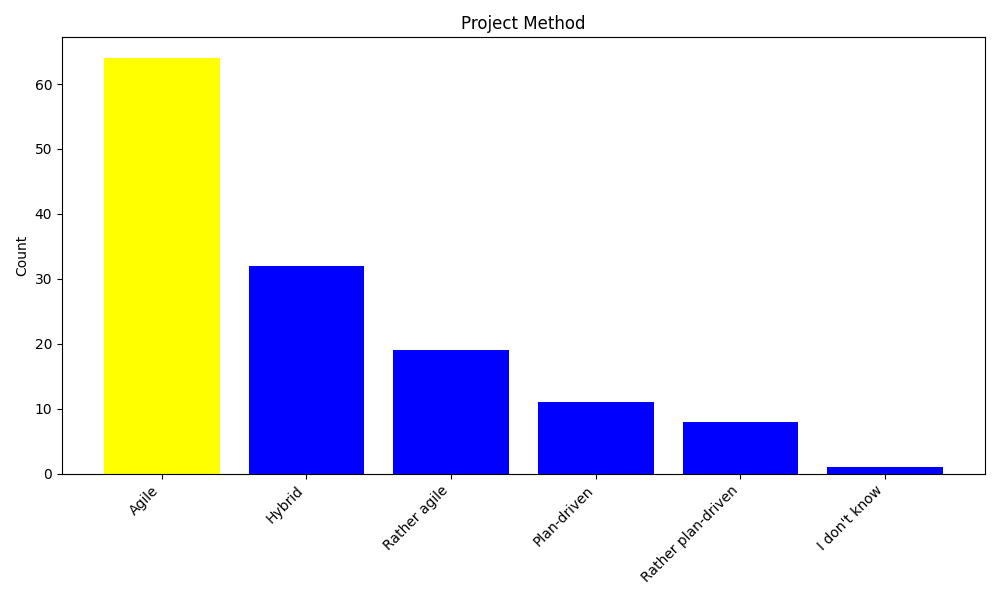 Project Method
Count
60
50
40
30
20
10
0
Agile
Hybrid
Rather agile
Plan-driven
Rather plan-driven
I don't know